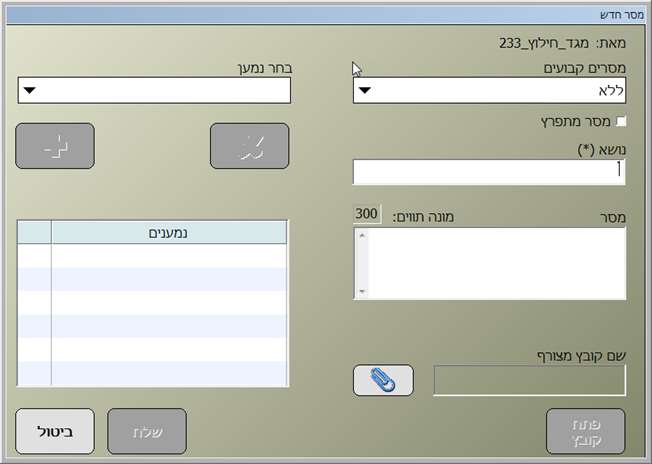 מסר חדש
מאת: מגד_חילוץ_233
מסרים קבועים
ללא
בחר נמען
מסר מתפרץ
נושא (*)
מסר
מונה תווים: 300
נמענים
שם קובץ מצורף
פתח
קובץ
שלח
ביטול